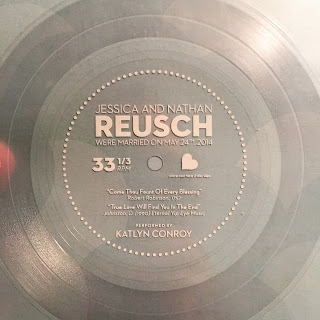 JESSICA AND NATHAN
REUSCH
WERE MARRIED ON MAY 24TH, 2014
33 1/3
RPM
"Come Thou Fount Of Every Blessing"
Robert Robinson, 1757
"True Love Will Find You In The End"
Johnston, D (1990) Eternal Yip Eye Music
PERFORMED BY
KATLYN CONROY